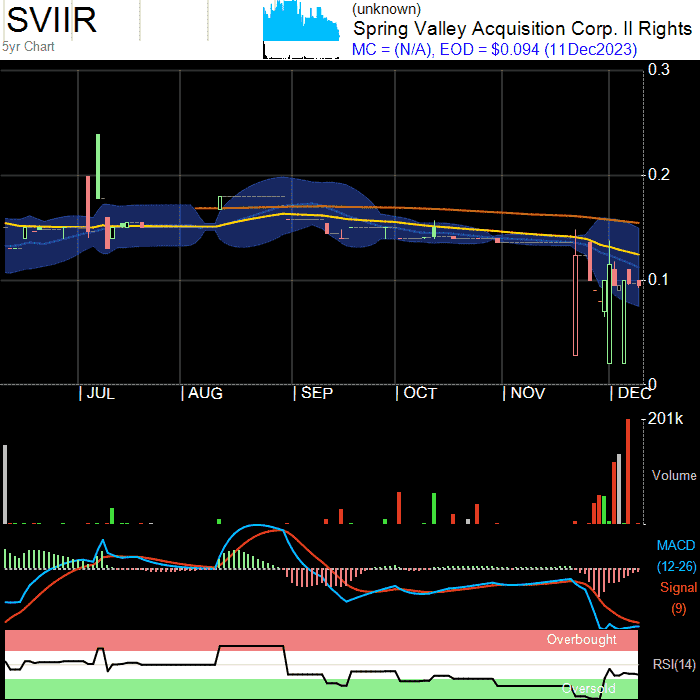 SVIIR
5yr Chart
(unknown)
Spring Valley Acquisition Corp. II Rights
MC = (N/A), EOD = $0.094 (11Dec2023)
0.3
0.2
0.1
0
| JUL
| AUG
| SEP
| OCT
| NOV
| DEC
201k
Volume
MACD
(12-26)
Signal
(9)
Overbought
RSI(14)
Oversold